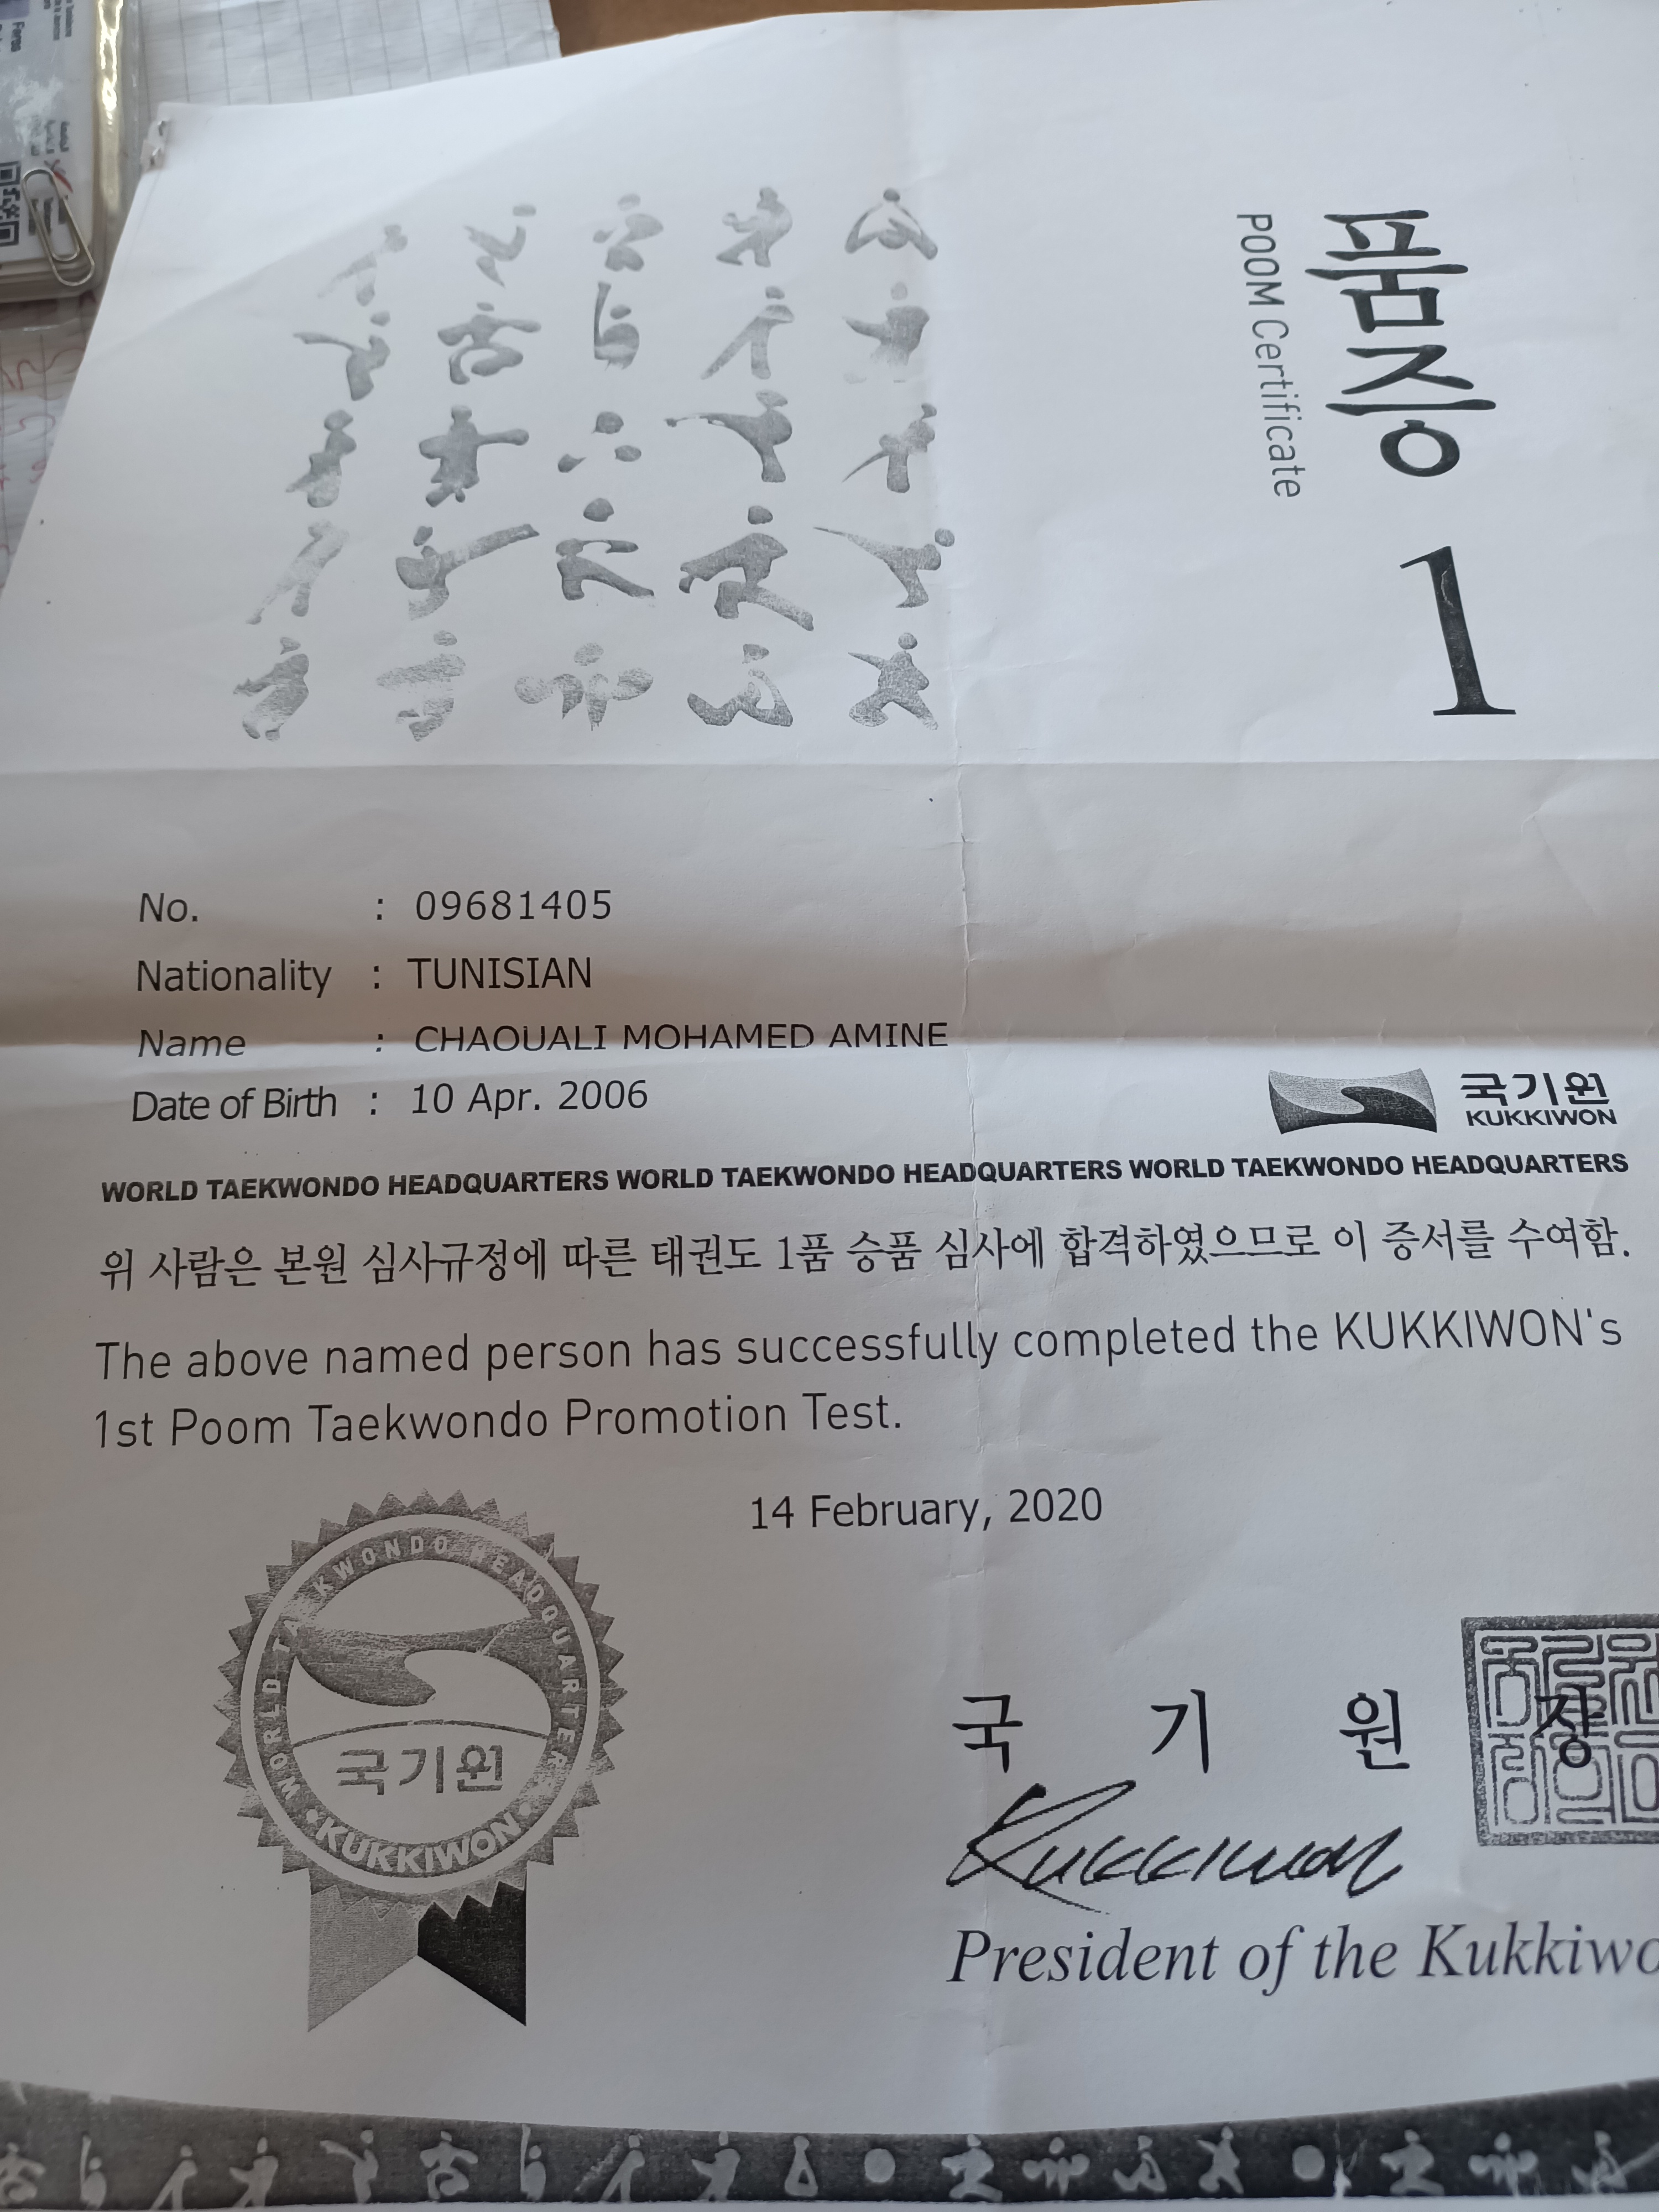 품증 1
POOM Certificate
No. : 09681405
Nationality : TUNISIAN
Name : CHAOUALI MOHAMED AMINE
Date of Birth : 10 Apr. 2006
국기원
KUKKIWON
WORLD TAEKWONDO HEADQUARTERS WORLD TAEKWONDO HEADQUARTERS WORLD TAEKWONDO HEADQUARTERS
위 사람은 본원 심사규정에 따른 태권도 1품 승품 심사에 합격하였으므로 이 증서를 수여함.
The above named person has successfully completed the KUKKIWON's
1st Poom Taekwondo Promotion Test.
14 February, 2020
WORLD TAEKWONDO HEADQUARTERS
국기원
KUKKIWON
국 기 원 장
Kukkiwon
President of the Kukkiwo